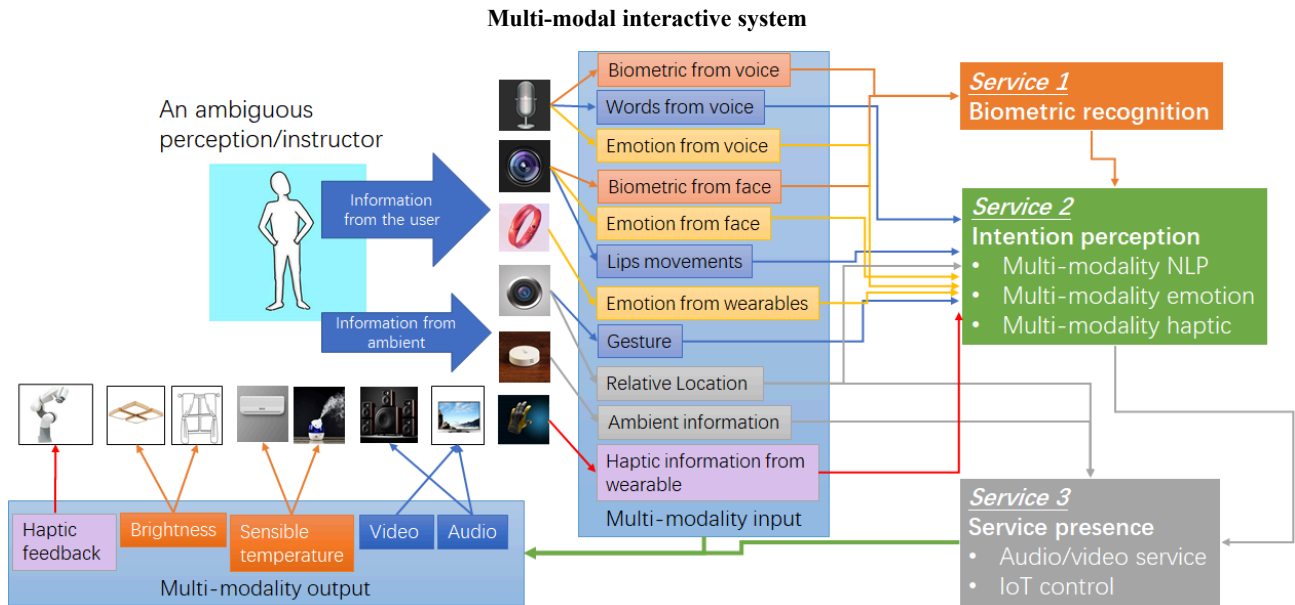 Multi-modal interactive system
An ambiguous
perception/instructor
Information
from the user
Information from
ambient
Biometric from voice
Words from voice
Emotion from voice
Biometric from face
Emotion from face
Lips movements
Emotion from wearables
Gesture
Relative Location
Ambient information
Haptic information from
wearable
Multi-modality input
Service 1
Biometric recognition
Service 2
Intention perception
• Multi-modality NLP
• Multi-modality emotion
• Multi-modality haptic
Service 3
Service presence
• Audio/video service
• IoT control
Haptic
feedback
Brightness
Sensible
temperature
Video
Audio
Multi-modality output